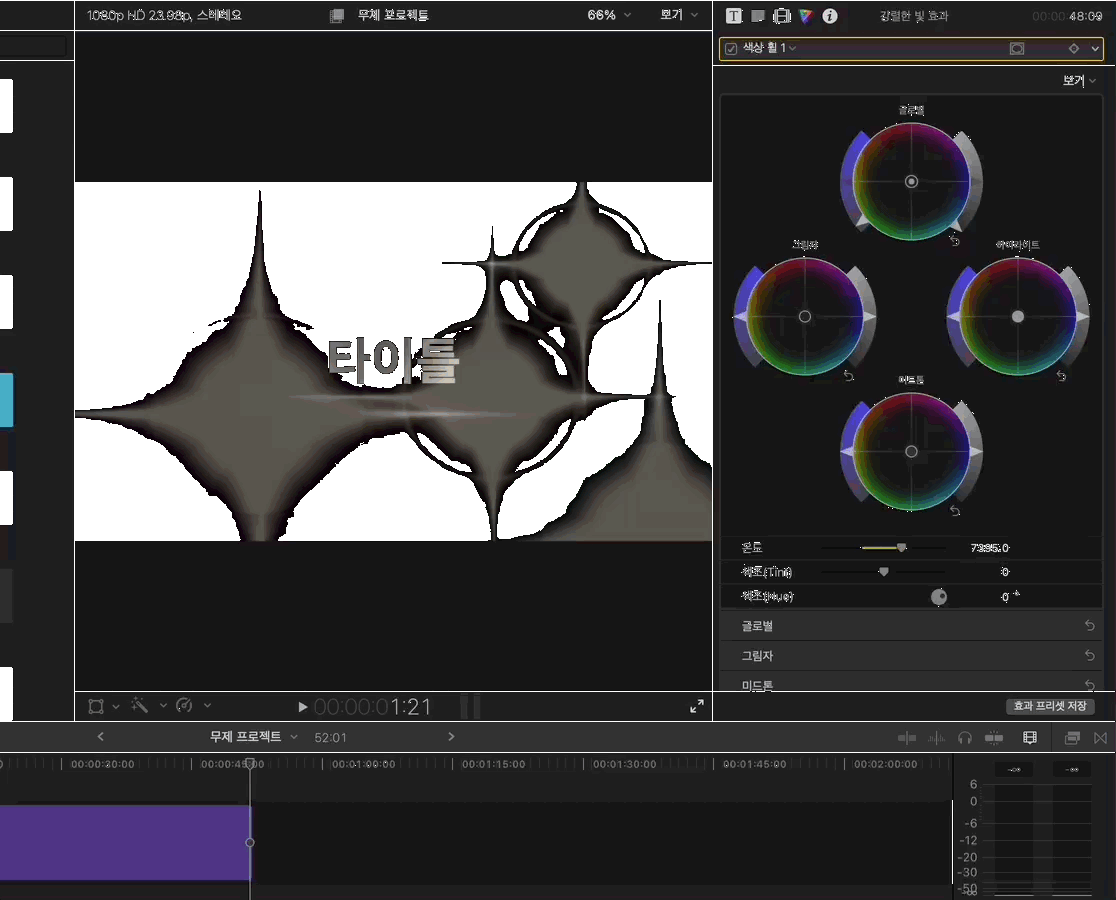 1080p HD 23.98p, 스테레오
무제 프로젝트
66%
보기
T
i
강렬한 빛 효과
00:00:48:09
색상 휠 1
보기
글로벌
그림자
하이라이트
미드톤
타이틀
온도
색조(Tint)
0
색조(Hue)
0 °
글로벌
그림자
미드톤
00:00:01:21
효과 프리셋 저장
무제 프로젝트
52:01
00:00:30:00
00:00:45:00
00:01:00:00
00:01:15:00
00:01:30:00
00:01:45:00
00:02:00:00
-∞
-∞
6
0
-6
-12
-20
-30
-50
-∞